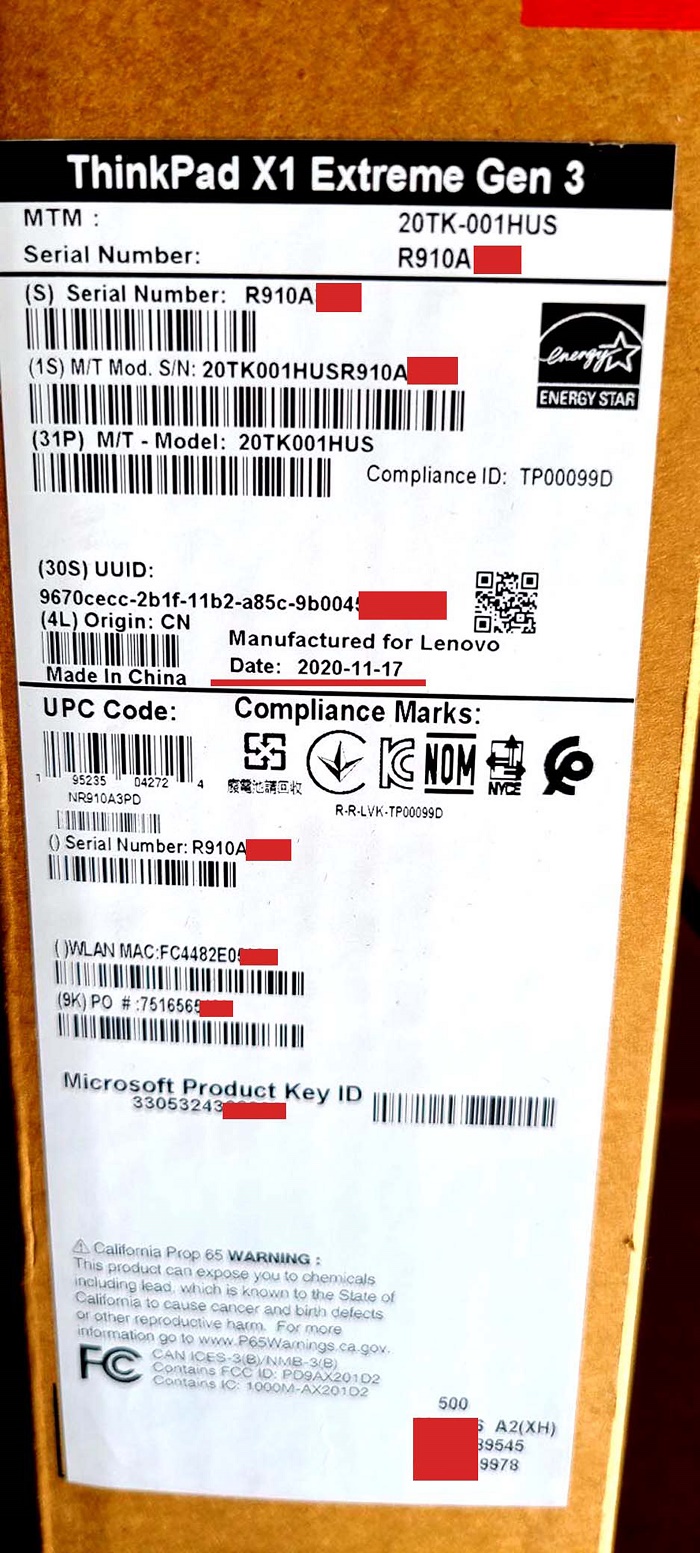 ThinkPad X1 Extreme Gen 3
MTM : 20TK-001HUS
Serial Number: R910A
(S) Serial Number: R910A
(1S) M/T Mod. S/N: 20TK001HUSR910A
(31P) M/T - Model: 20TK001HUS
Compliance ID: TP00099D
energy
ENERGY STAR
(30S) UUID:
9670cecc-2b1f-11b2-a85c-9b0045
(4L) Origin: CN
Manufactured for Lenovo
Date: 2020-11-17
Made In China
UPC Code: Compliance Marks:
1 95235 04272 4
NR910A3PD
廢電池請回收
NOM
NYCE
R-R-LVK-TP00099D
() Serial Number: R910A
( )WLAN MAC:FC4482E05
(9K) PO # :7516565
Microsoft Product Key ID
33053243
California Prop 65 WARNING :
This product can expose you to chemicals
including lead, which is known to the State of
California to cause cancer and birth defects
or other reproductive harm. For more
information go to www.P65Warnings.ca.gov.
FC
CAN ICES-3(B)/NMB-3(B)
Contains FCC ID: PD9AX201D2
Contains IC: 1000M-AX201D2
500
A2(XH)
39545
9978